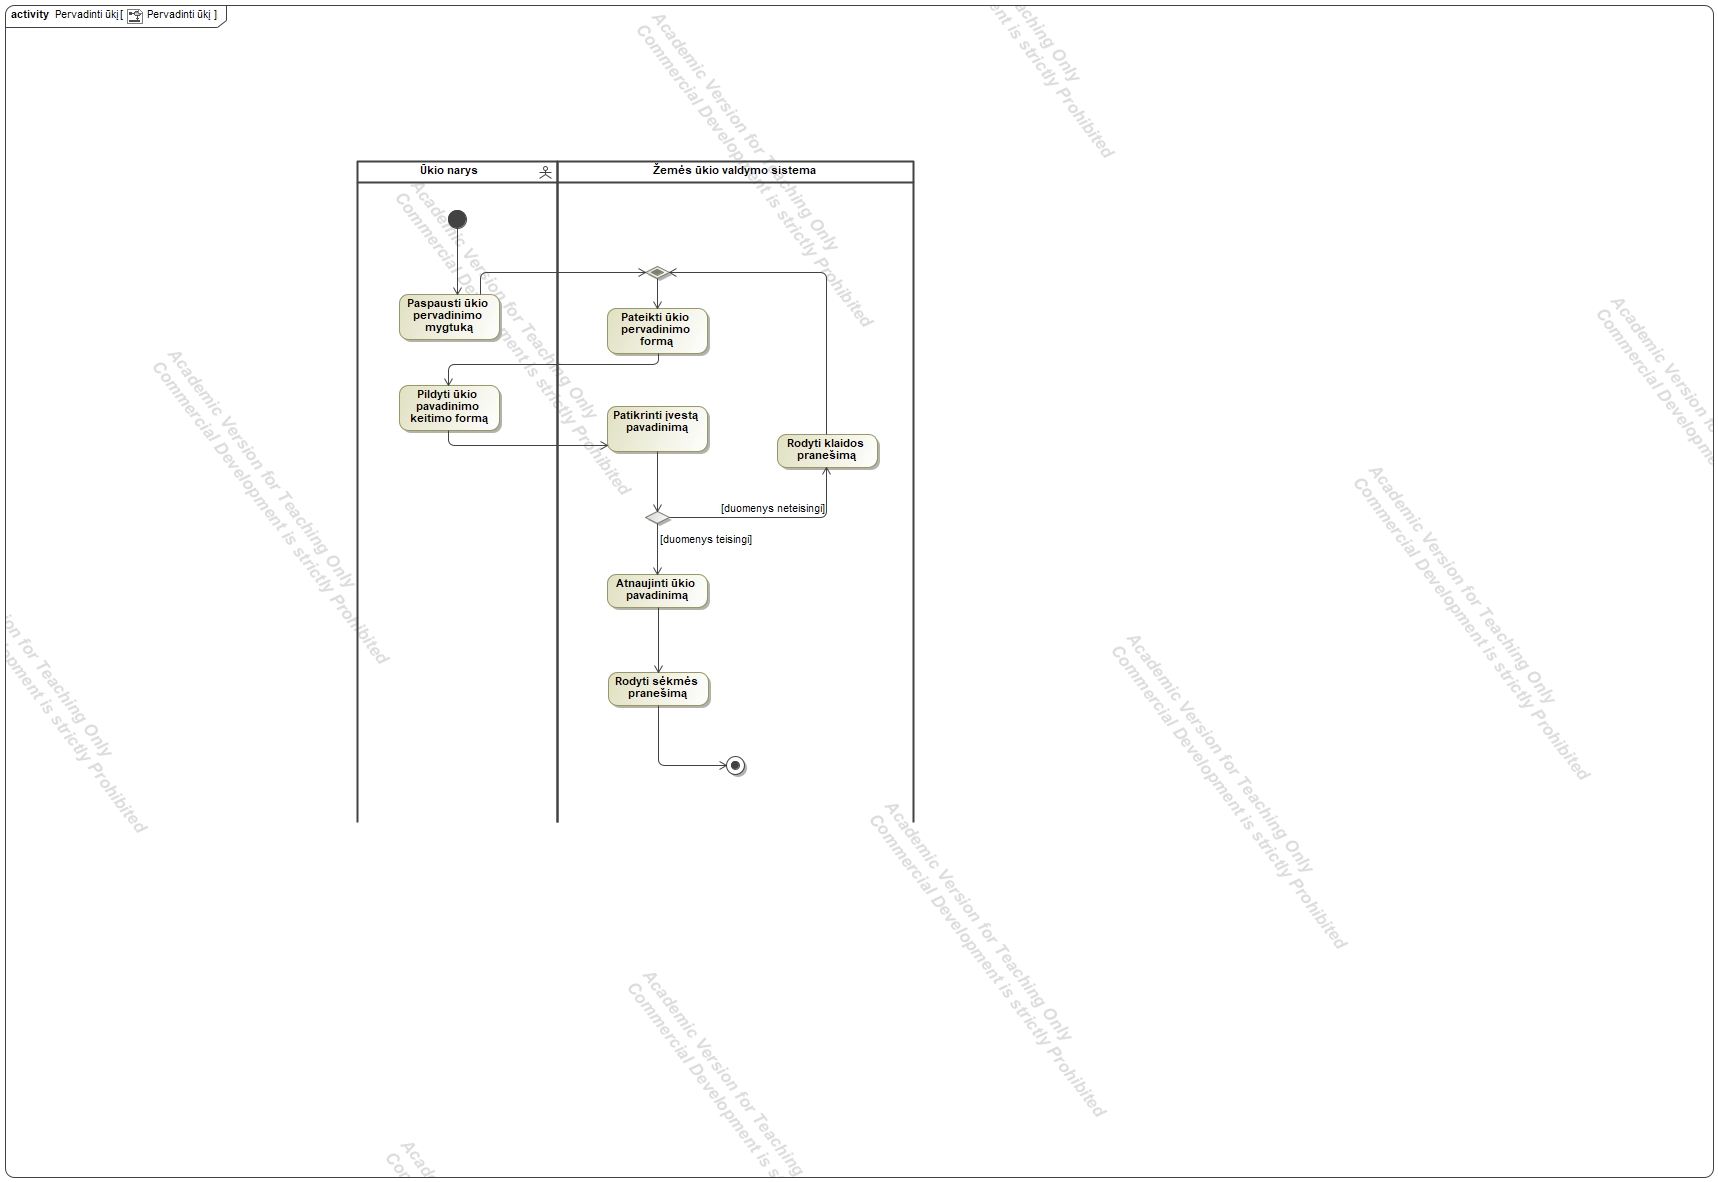 activity Pervadinti ūkį[ Pervadinti ūkį ]
Ūkio narys
Žemės ūkio valdymo sistema
Paspausti ūkio
pervadinimo
mygtuką
Pateikti ūkio
pervadinimo
formą
Pildyti ūkio
pavadinimo
keitimo formą
Patikrinti įvestą
pavadinimą
Rodyti klaidos
pranešimą
[duomenys neteisingi]
[duomenys teisingi]
Atnaujinti ūkio
pavadinimą
Rodyti sėkmės
pranešimą
Academic Version for Teaching Only
Commercial Development is strictly Prohibited